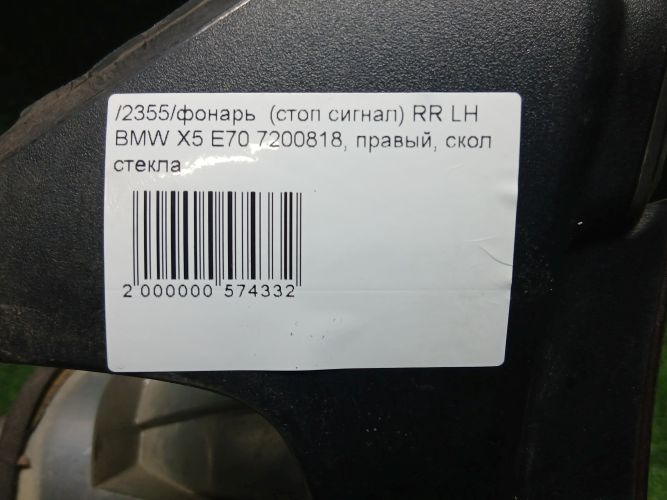 /2355/фонарь (стоп сигнал) RR LH
BMW X5 E70 7200818, правый, скол
стекла
2 000000 574332